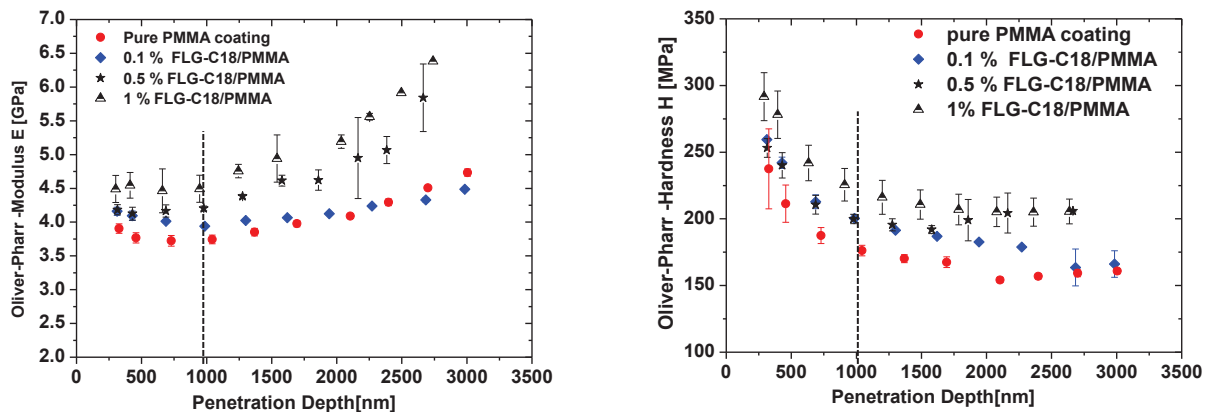 Oliver-Pharr -Modulus E [GPa]
7.0
6.5
6.0
5.5
5.0
4.5
4.0
3.5
3.0
2.5
2.0
Pure PMMA coating
0.1 % FLG-C18/PMMA
0.5 % FLG-C18/PMMA
1 % FLG-C18/PMMA
0 500 1000 1500 2000 2500 3000 3500
Penetration Depth[nm]
Oliver-Pharr -Hardness H [MPa]
350
300
250
200
150
100
pure PMMA coating
0.1 % FLG-C18/PMMA
0.5 % FLG-C18/PMMA
1% FLG-C18/PMMA
0 500 1000 1500 2000 2500 3000 3500
Penetration Depth[nm]